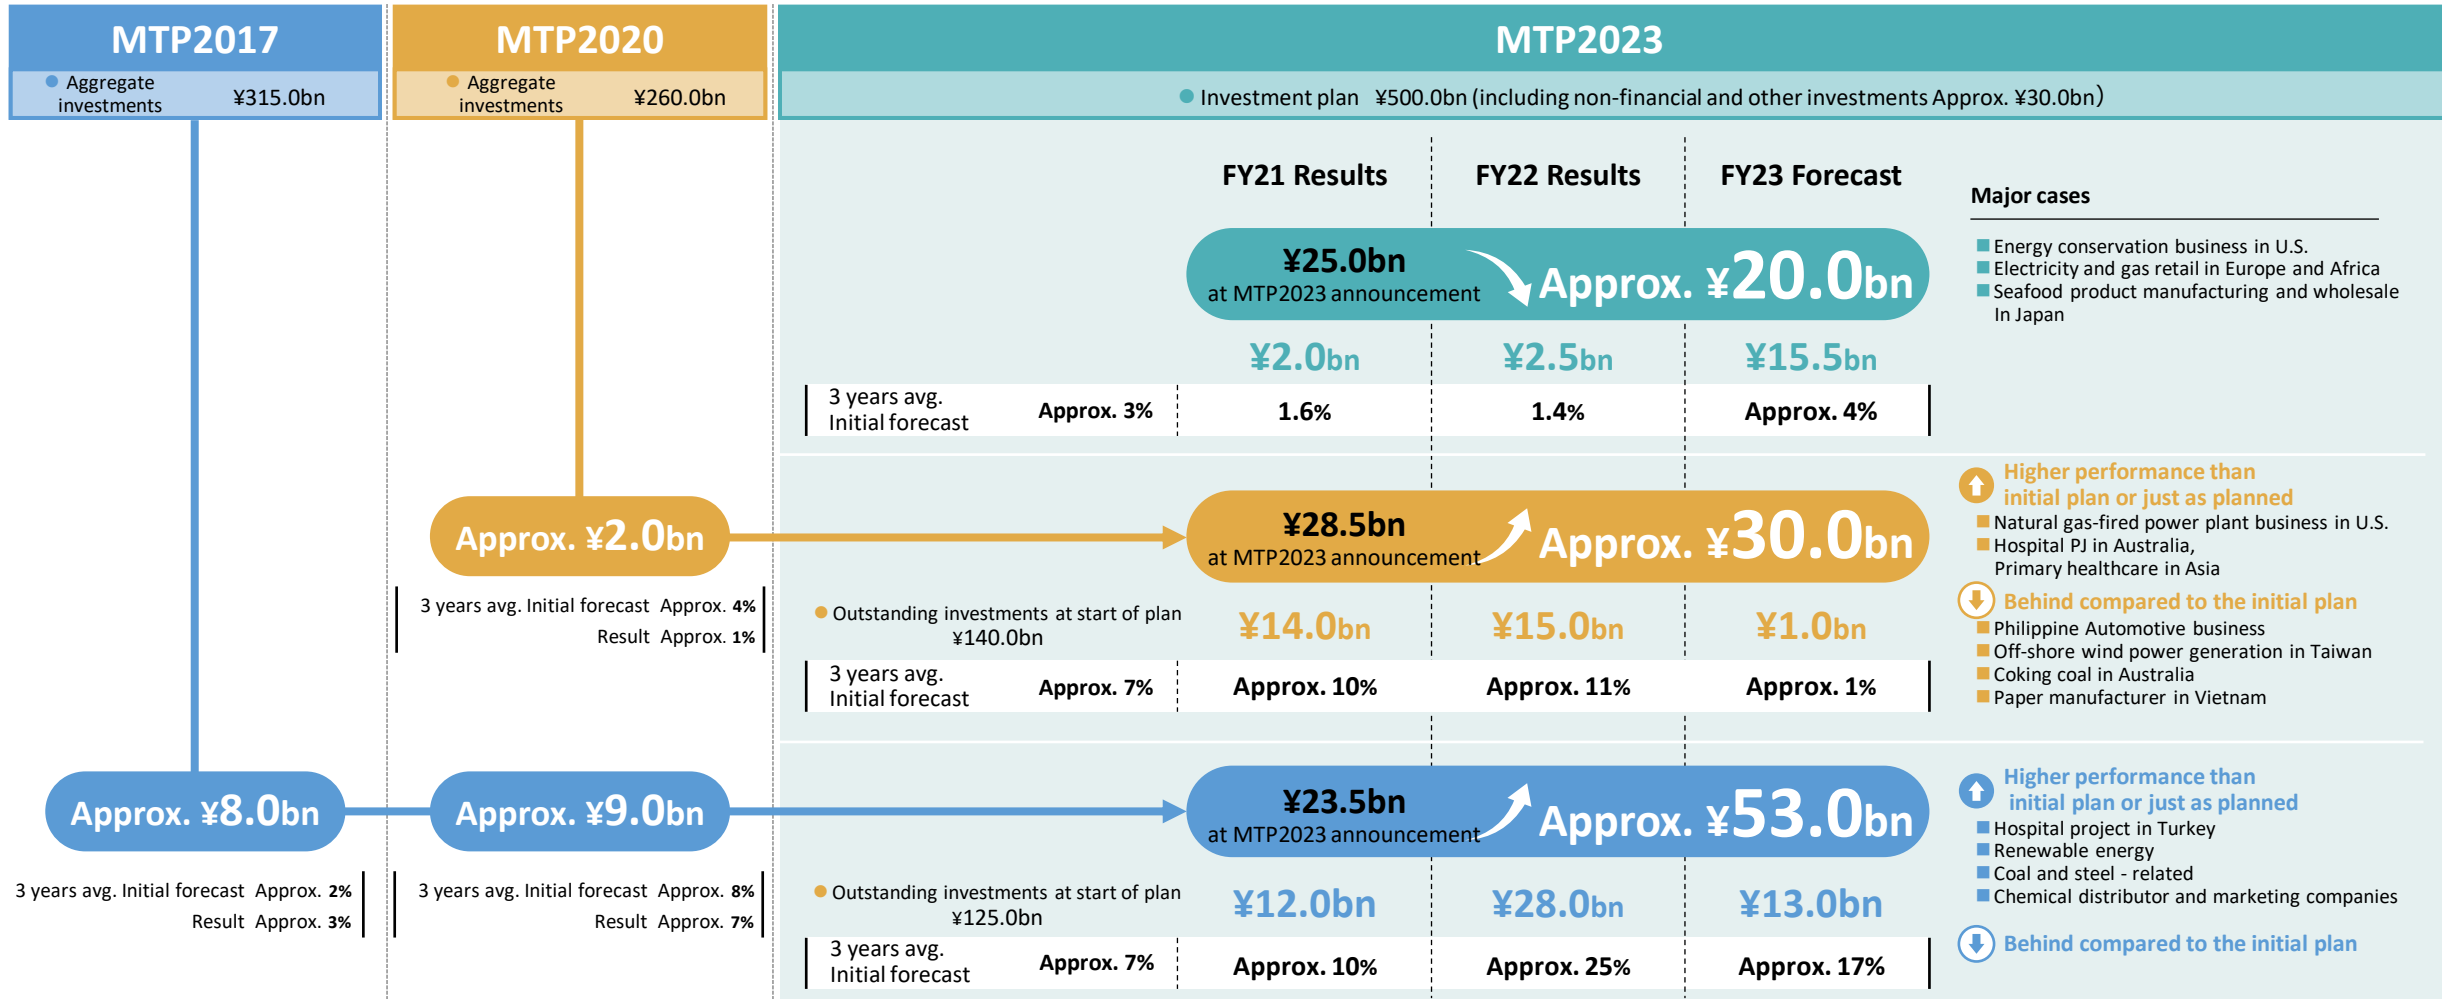 MTP2017
Aggregate
investments
¥315.0bn
MTP2020
Aggregate
investments
¥260.0bn
MTP2023
Investment plan ¥500.0bn (including non-financial and other investments Approx. ¥30.0bn)
FY21 Results
FY22 Results
FY23 Forecast
Major cases
¥25.0bn
at MTP2023 announcement
Approx. ¥20.0bn
Energy conservation business in U.S.
Electricity and gas retail in Europe and Africa
Seafood product manufacturing and wholesale
In Japan
¥2.0bn
¥2.5bn
¥15.5bn
3 years avg.
Initial forecast
Approx. 3%
1.6%
1.4%
Approx. 4%
Approx. ¥2.0bn
3 years avg. Initial forecast Approx. 4%
Result Approx. 1%
¥28.5bn
at MTP2023 announcement
Approx. ¥30.0bn
Outstanding investments at start of plan
¥140.0bn
¥14.0bn
¥15.0bn
¥1.0bn
3 years avg.
Initial forecast
Approx. 7%
Approx. 10%
Approx. 11%
Approx. 1%
Higher performance than
initial plan or just as planned
Natural gas-fired power plant business in U.S.
Hospital PJ in Australia,
Primary healthcare in Asia
Behind compared to the initial plan
Philippine Automotive business
Off-shore wind power generation in Taiwan
Coking coal in Australia
Paper manufacturer in Vietnam
Approx. ¥8.0bn
3 years avg. Initial forecast Approx. 2%
Result Approx. 3%
Approx. ¥9.0bn
3 years avg. Initial forecast Approx. 8%
Result Approx. 7%
¥23.5bn
at MTP2023 announcement
Approx. ¥53.0bn
Outstanding investments at start of plan
¥125.0bn
¥12.0bn
¥28.0bn
¥13.0bn
3 years avg.
Initial forecast
Approx. 7%
Approx. 10%
Approx. 25%
Approx. 17%
Higher performance than
initial plan or just as planned
Hospital project in Turkey
Renewable energy
Coal and steel - related
Chemical distributor and marketing companies
Behind compared to the initial plan